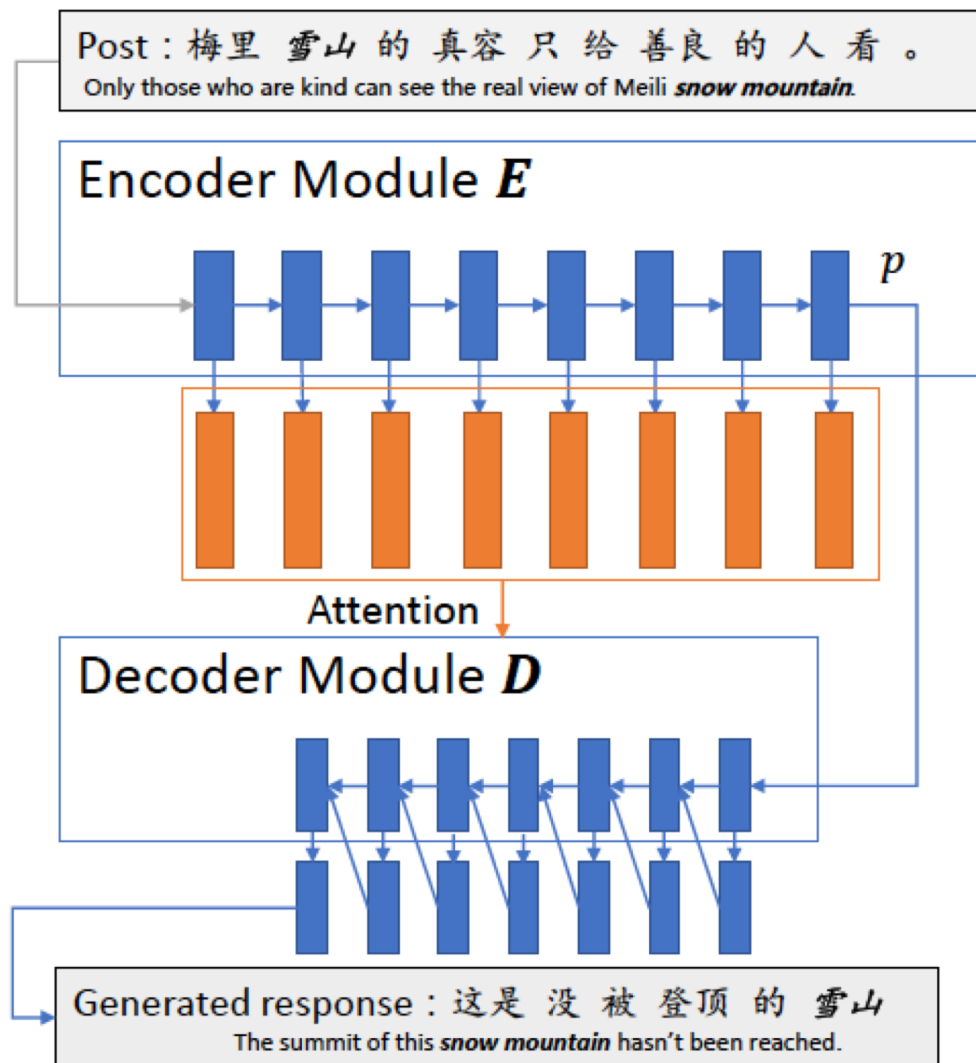 Post : 梅里 雪山 的 真容 只 给 善良 的 人 看 。
Only those who are kind can see the real view of Meili snow mountain.
Encoder Module E
p
Attention
Decoder Module D
Generated response : 这是 没 被 登顶 的 雪山
The summit of this snow mountain hasn't been reached.